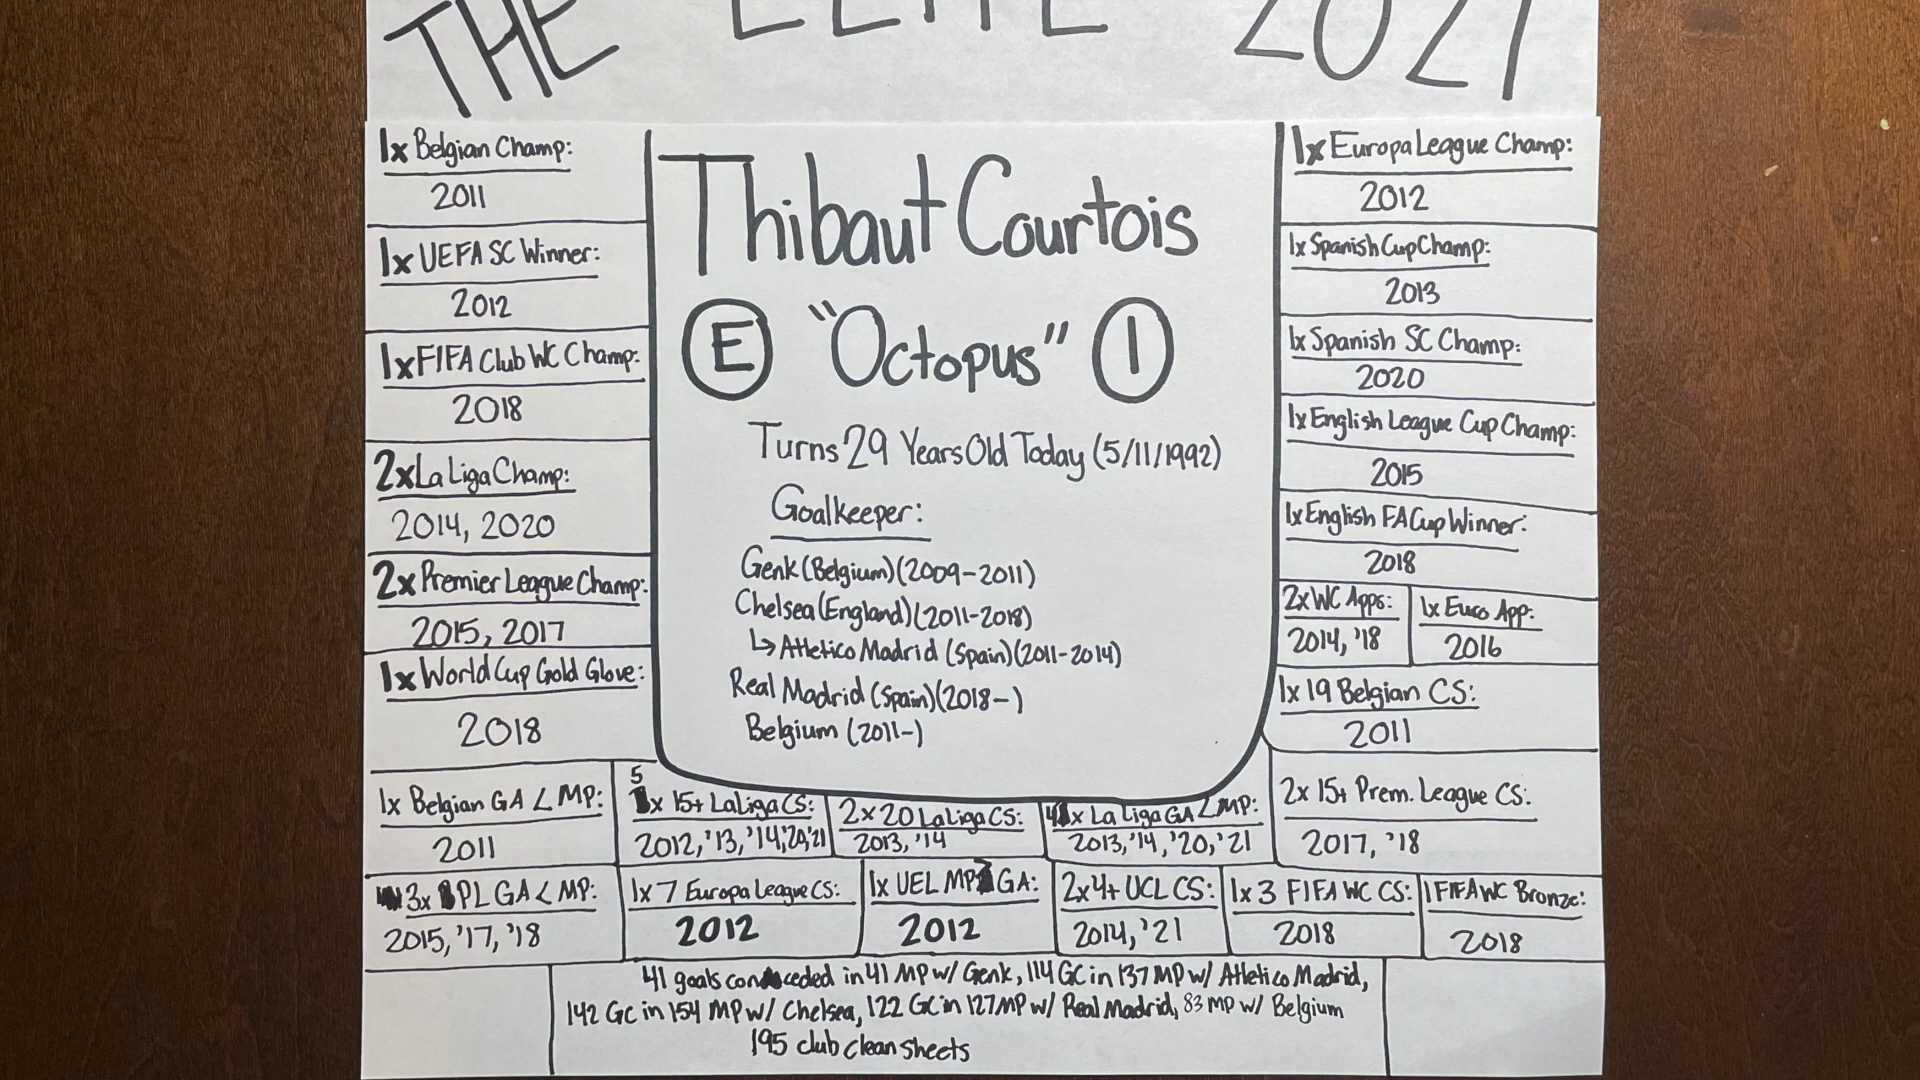 THE ELITE 2021
1x Belgian Champ:
2011
1x UEFA SC Winner:
2012
1x FIFA Club WC Champ:
2018
2x La Liga Champ:
2014, 2020
2x Premier League Champ:
2015, 2017
1x World Cup Gold Glove:
2018
Thibaut Courtois
E "Octopus" 1
Turns 29 Years Old Today (5/11/1992)
Goalkeeper:
Genk (Belgium) (2009-2011)
Chelsea (England) (2011-2018)
↳ Atletico Madrid (Spain) (2011-2014)
Real Madrid (Spain) (2018-)
Belgium (2011-)
1x Europa League Champ:
2012
1x Spanish Cup Champ:
2013
1x Spanish SC Champ:
2020
1x English League Cup Champ:
2015
1x English FA Cup Winner:
2018
2x WC Apps:
2014, '18
1x Euro App:
2016
1x 19 Belgian CS:
2011
1x Belgian GA < MP:
2011
5x 15+ La Liga CS:
2012, '13, '14, '20, '21
2x 20 La Liga CS:
2013, '14
4x La Liga GA < MP:
2013, '14, '20, '21
2x 15+ Prem. League CS:
2017, '18
3x PL GA < MP:
2015, '17, '18
1x 7 Europa League CS:
2012
1x UEL MP > GA:
2012
2x 4+ UCL CS:
2014, '21
1x 3 FIFA WC CS:
2018
1 FIFA WC Bronze:
2018
41 goals conceded in 41 MP w/ Genk, 114 GC in 137 MP w/ Atletico Madrid,
142 GC in 154 MP w/ Chelsea, 122 GC in 127 MP w/ Real Madrid, 83 MP w/ Belgium
195 club clean sheets